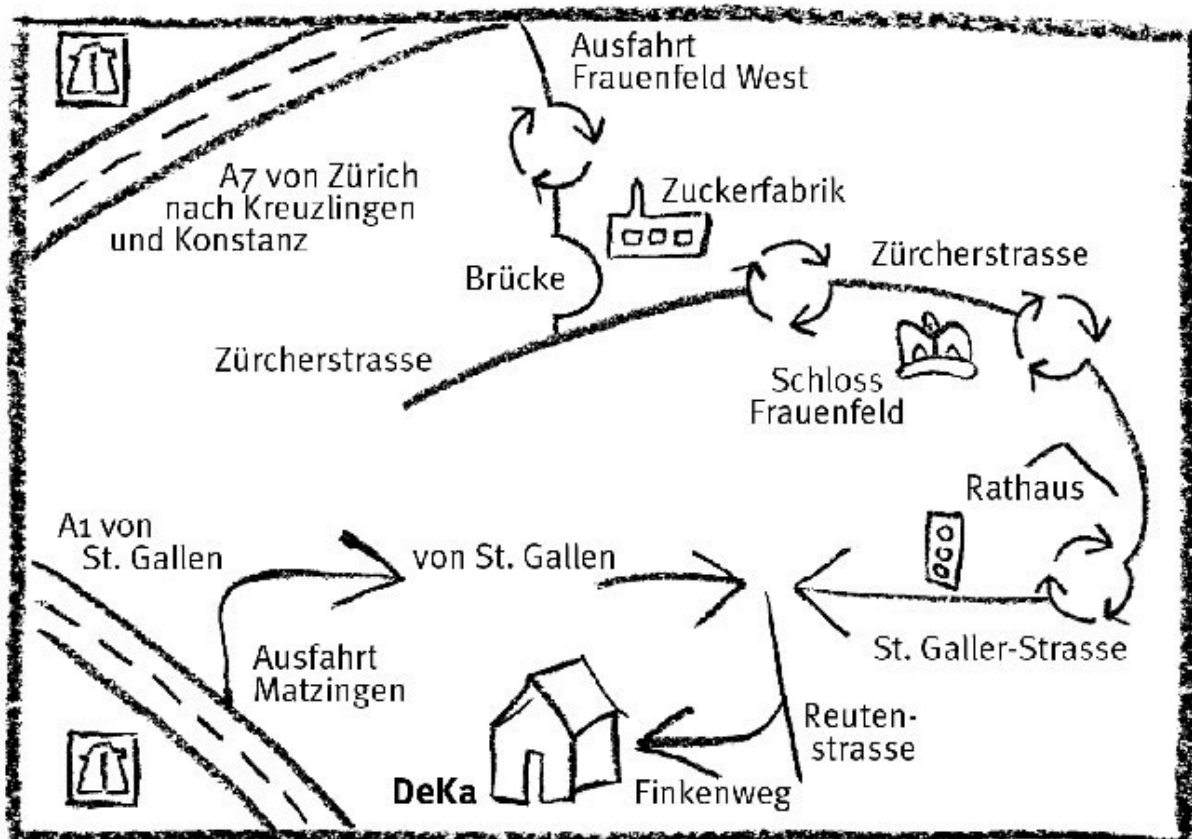 Ausfahrt
Frauenfeld West
A7 von Zürich
nach Kreuzlingen
und Konstanz
Zuckerfabrik
Brücke
Zürcherstrasse
Zürcherstrasse
Schloss
Frauenfeld
Rathaus
A1 von
St. Gallen
von St. Gallen
St. Galler-Strasse
Ausfahrt
Matzingen
Reuten-
strasse
DeKa
Finkenweg